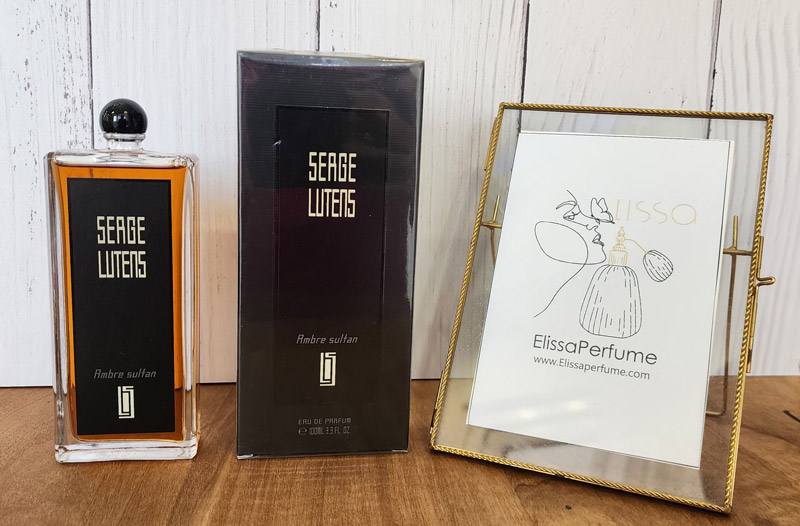 SERGE
LUTENS
Ambre sultan
SERGE
LUTENS
Ambre sultan
EAU DE PARFUM
℮ 100ML 3.3 FL. OZ.
Elissa
ElissaPerfume
www.Elissaperfume.com